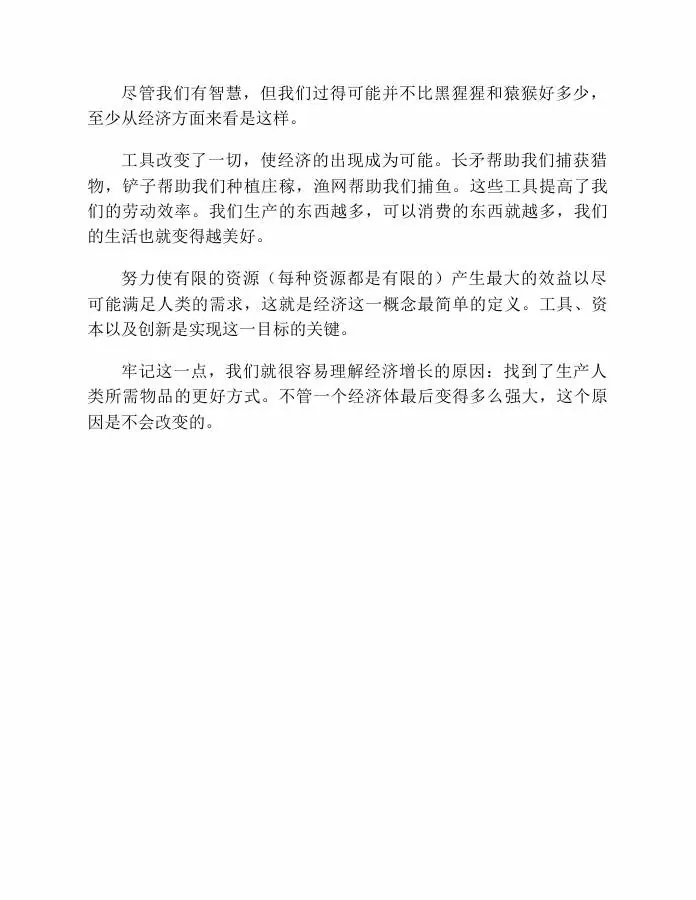 尽管我们有智慧，但我们过得可能并不比黑猩猩和猿猴好多少，
至少从经济方面来看是这样。
工具改变了一切，使经济的出现成为可能。长矛帮助我们捕获猎
物，铲子帮助我们种植庄稼，渔网帮助我们捕鱼。这些工具提高了我
们的劳动效率。我们生产的东西越多，可以消费的东西就越多，我们
的生活也就变得越美好。
努力使有限的资源（每种资源都是有限的）产生最大的效益以尽
可能满足人类的需求，这就是经济这一概念最简单的定义。工具、资
本以及创新是实现这一目标的关键。
牢记这一点，我们就很容易理解经济增长的原因：找到了生产人
类所需物品的更好方式。不管一个经济体最后变得多么强大，这个原
因是不会改变的。